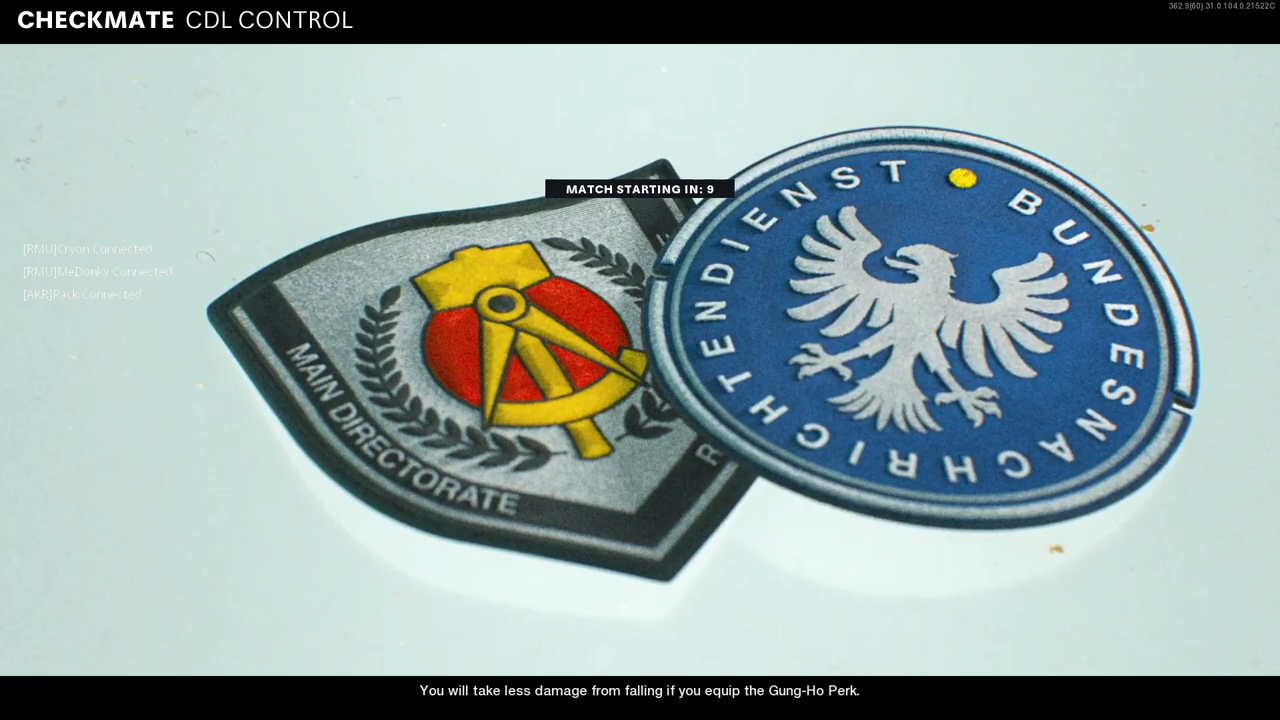 CHECKMATE CDL CONTROL
362.9(60).31.0.104.0.21522C
MATCH STARTING IN: 9
[RMU]Cryon Connected
[RMU]MeDonky Connected
[AKR]Pack Connected
MAIN DIRECTORATE
R
BUNDESNACHRICHTENDIENST
You will take less damage from falling if you equip the Gung-Ho Perk.